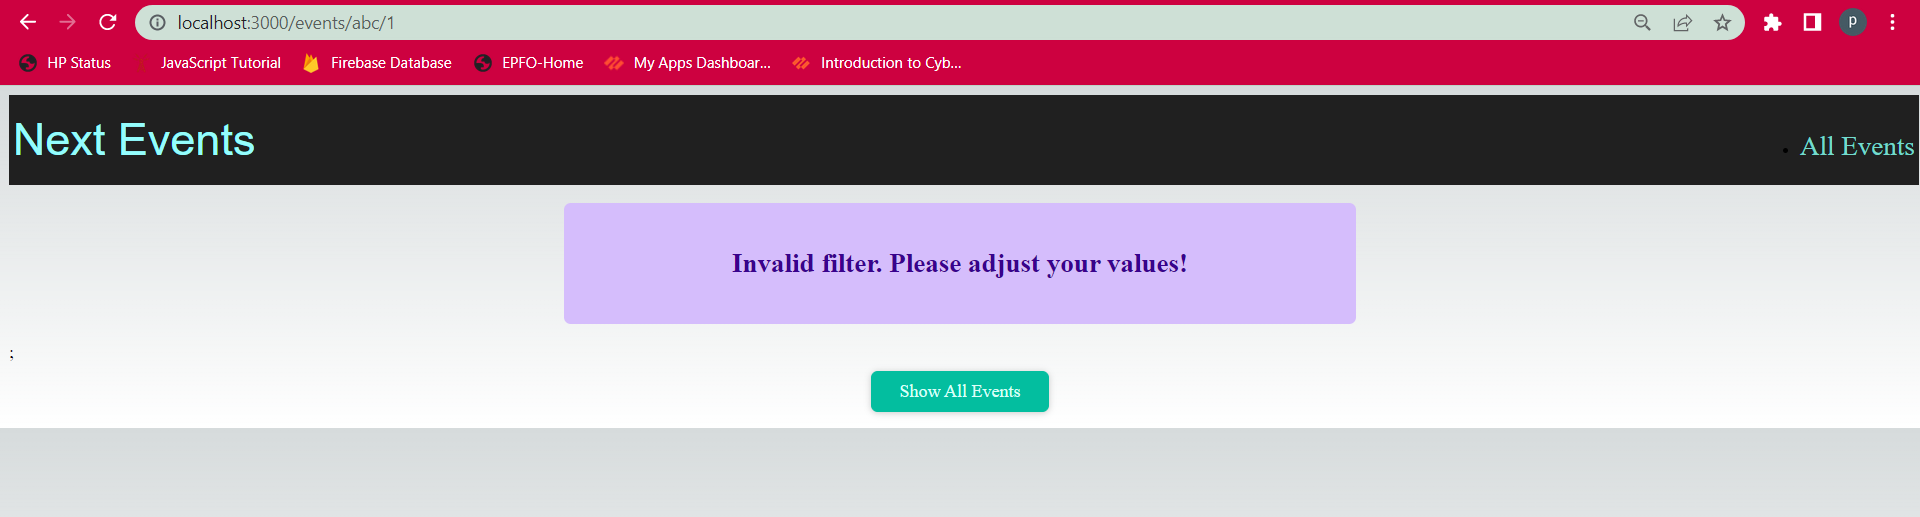 localhost:3000/events/abc/1
p
HP Status JavaScript Tutorial Firebase Database EPFO-Home My Apps Dashboar... Introduction to Cyb...
Next Events
• All Events
Invalid filter. Please adjust your values!
;
Show All Events